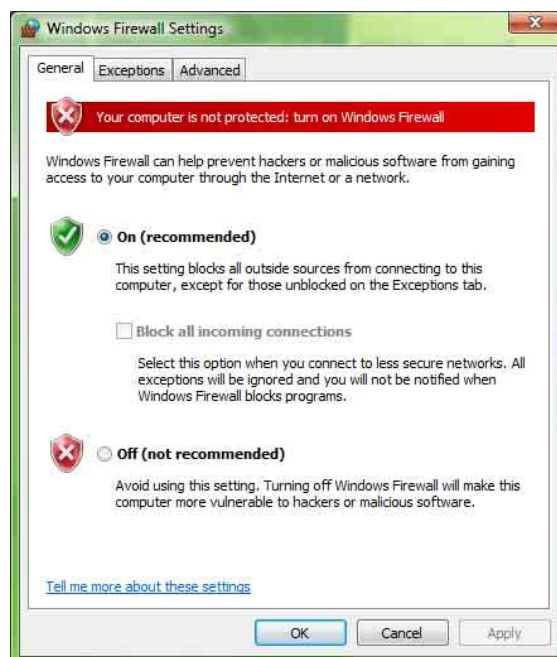 Windows Firewall Settings
General Exceptions Advanced
Your computer is not protected: turn on Windows Firewall
Windows Firewall can help prevent hackers or malicious software from gaining
access to your computer through the Internet or a network.
On (recommended)
This setting blocks all outside sources from connecting to this
computer, except for those unblocked on the Exceptions tab.
Block all incoming connections
Select this option when you connect to less secure networks. All
exceptions will be ignored and you will not be notified when
Windows Firewall blocks programs.
Off (not recommended)
Avoid using this setting. Turning off Windows Firewall will make this
computer more vulnerable to hackers or malicious software.
Tell me more about these settings
OK Cancel Apply